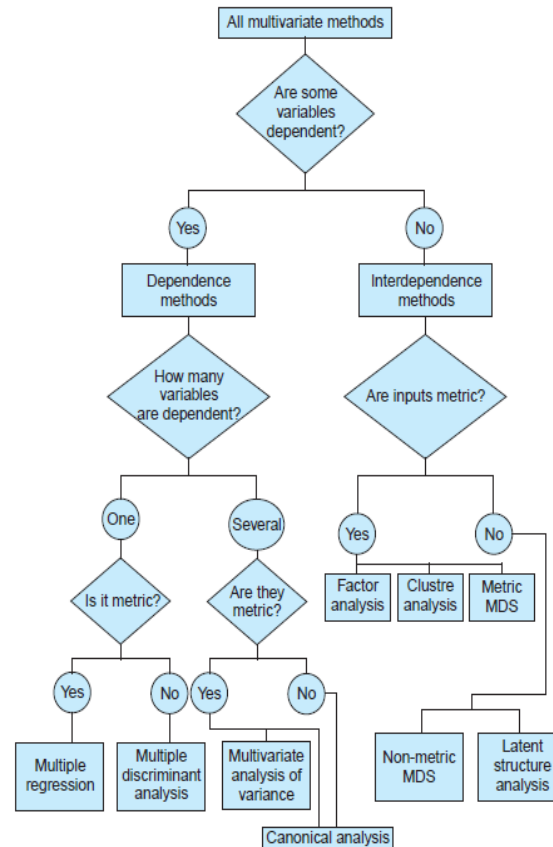 All multivariate methods
Are some
variables
dependent?
Yes
No
Dependence
methods
Interdependence
methods
How many
variables
are dependent?
Are inputs metric?
One
Several
Yes
No
Is it metric?
Are they
metric?
Factor
analysis
Clustre
analysis
Metric
MDS
Yes
No
Yes
No
Multiple
regression
Multiple
discriminant
analysis
Multivariate
analysis of
variance
Non-metric
MDS
Latent
structure
analysis
Canonical analysis